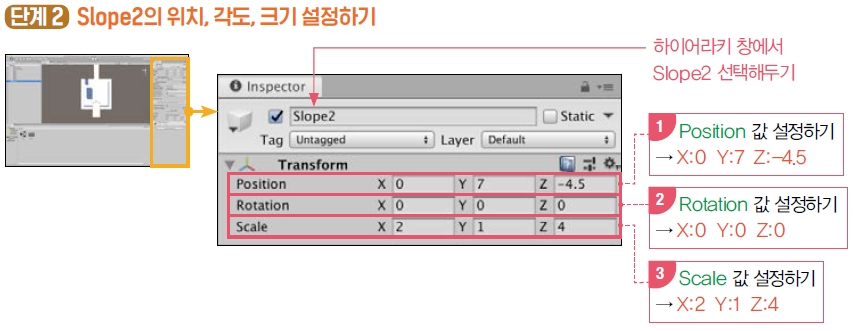 단계 2 Slope2의 위치, 각도, 크기 설정하기
하이어라키 창에서
Slope2 선택해두기
Inspector
Slope2 Static
Tag Untagged Layer Default
Transform
Position X 0 Y 7 Z -4.5
Rotation X 0 Y 0 Z 0
Scale X 2 Y 1 Z 4
1 Position 값 설정하기
→ X:0 Y:7 Z:-4.5
2 Rotation 값 설정하기
→ X:0 Y:0 Z:0
3 Scale 값 설정하기
→ X:2 Y:1 Z:4